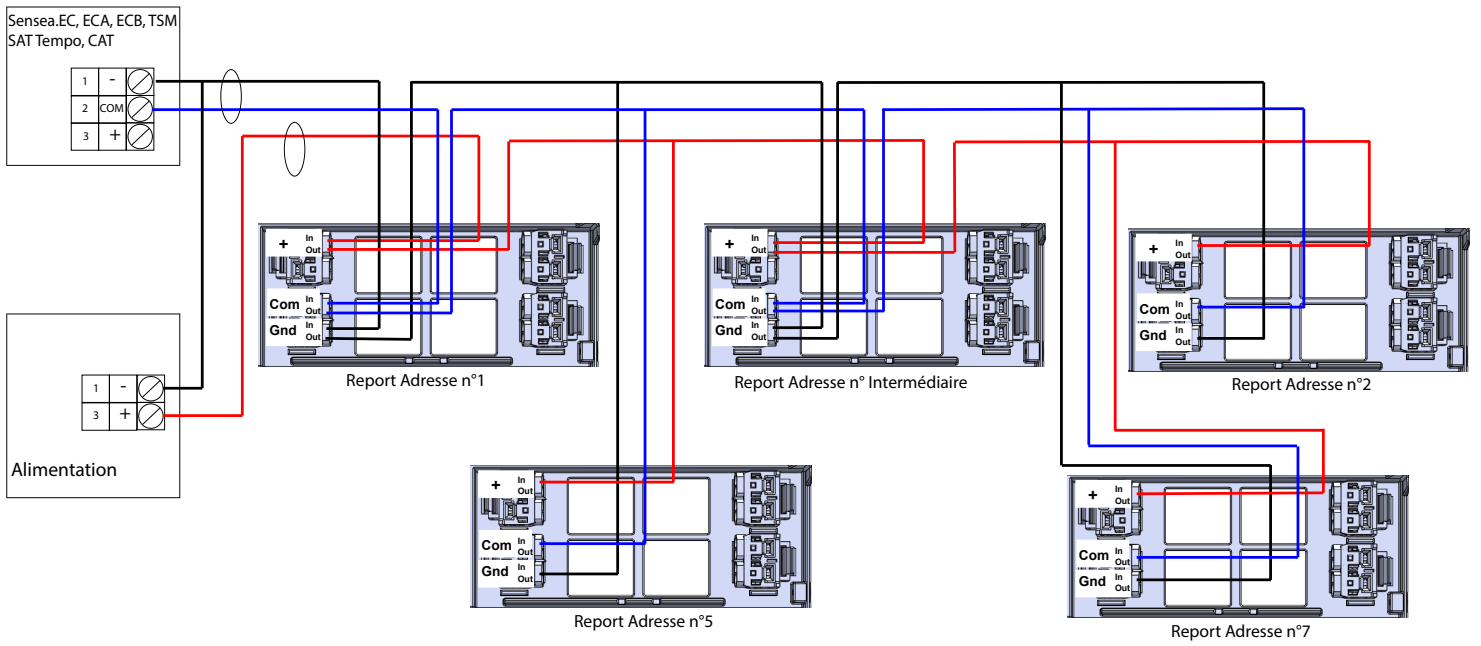 Sensea.EC, ECA, ECB, TSM
SAT Tempo, CAT
1 -
2 COM
3 +
+ In
Out
Com In
Out
Gnd In
Out
Report Adresse n°1
+ In
Out
Com In
Out
Gnd In
Out
Report Adresse n° Intermédiaire
+ In
Out
Com In
Out
Gnd In
Out
Report Adresse n°2
1 -
3 +
Alimentation
+ In
Out
Com In
Out
Gnd In
Out
Report Adresse n°5
+ In
Out
Com In
Out
Gnd In
Out
Report Adresse n°7